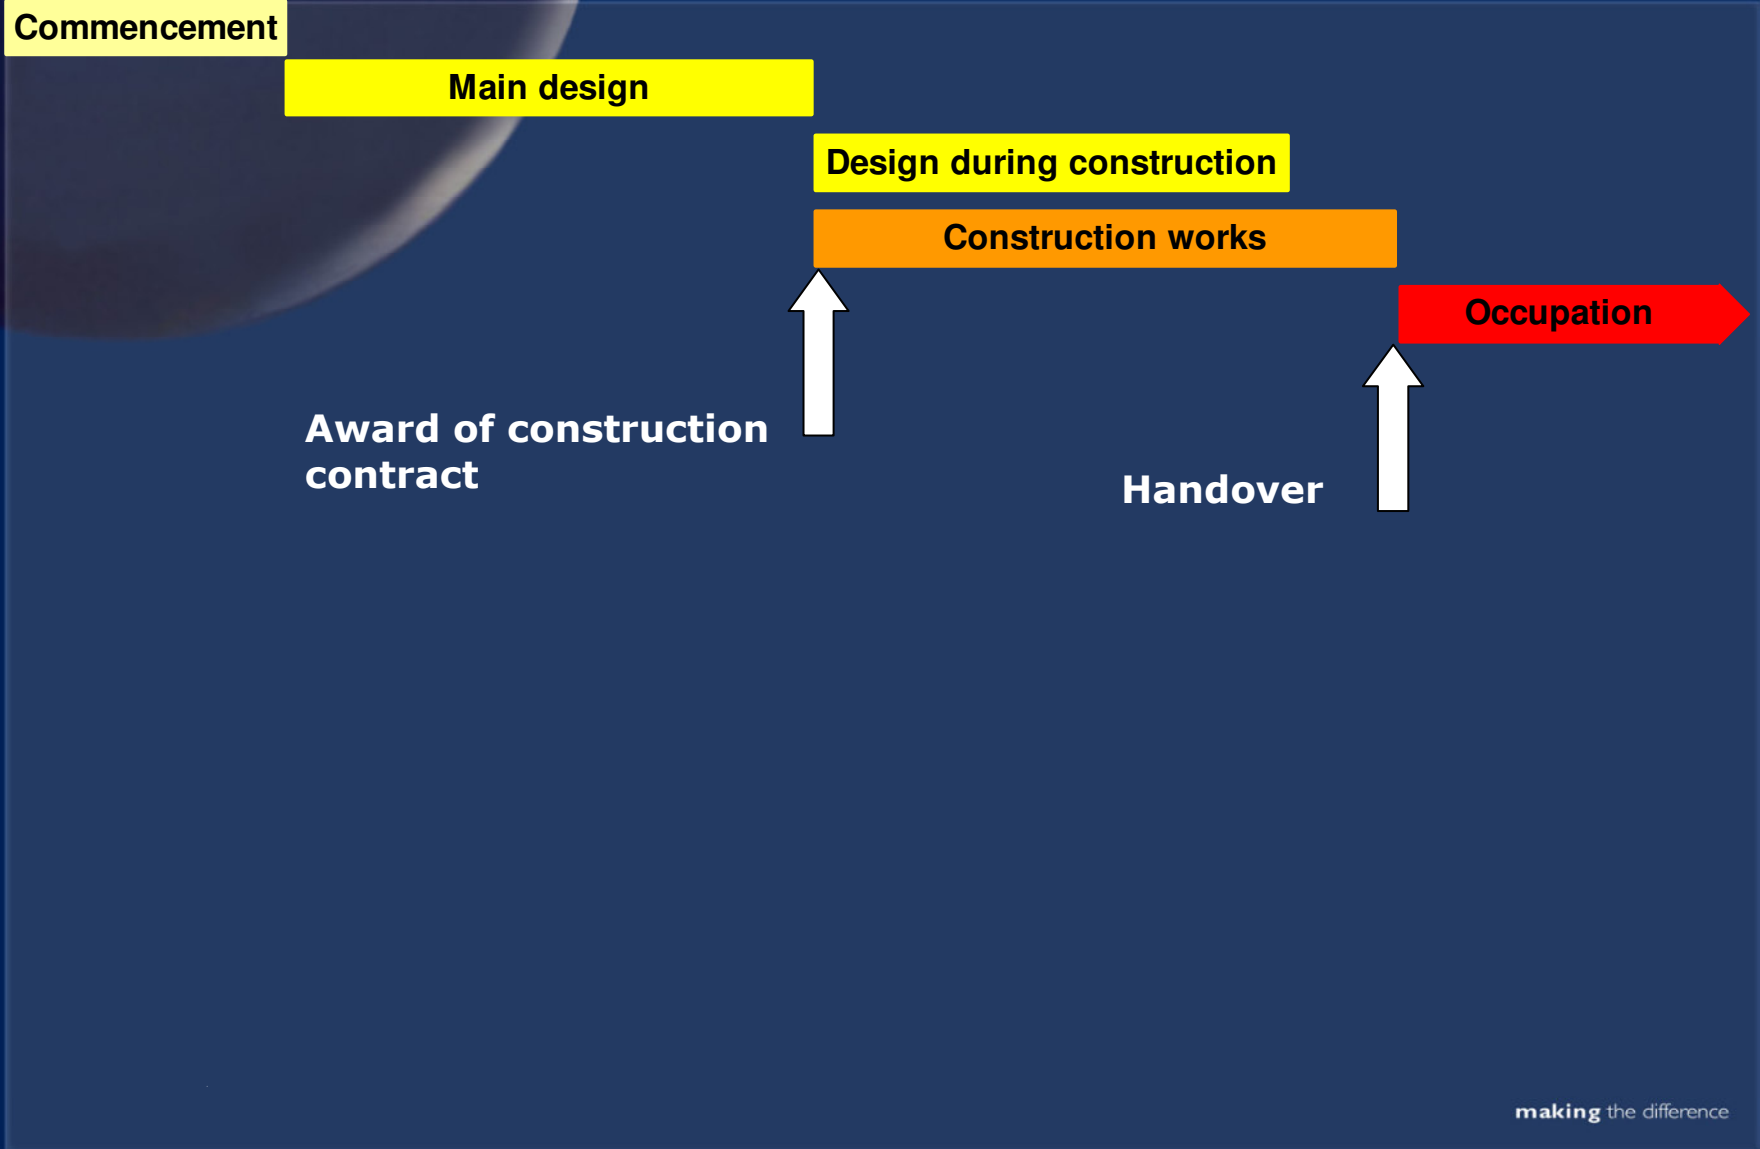 Commencement
Main design
Design during construction
Construction works
Occupation
Award of construction
contract
Handover
making the difference